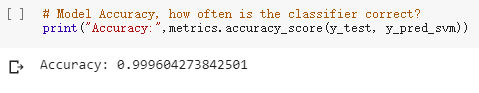 [ ] # Model Accuracy, how often is the classifier correct?
print("Accuracy:",metrics.accuracy_score(y_test, y_pred_svm))
Accuracy: 0.999604273842501